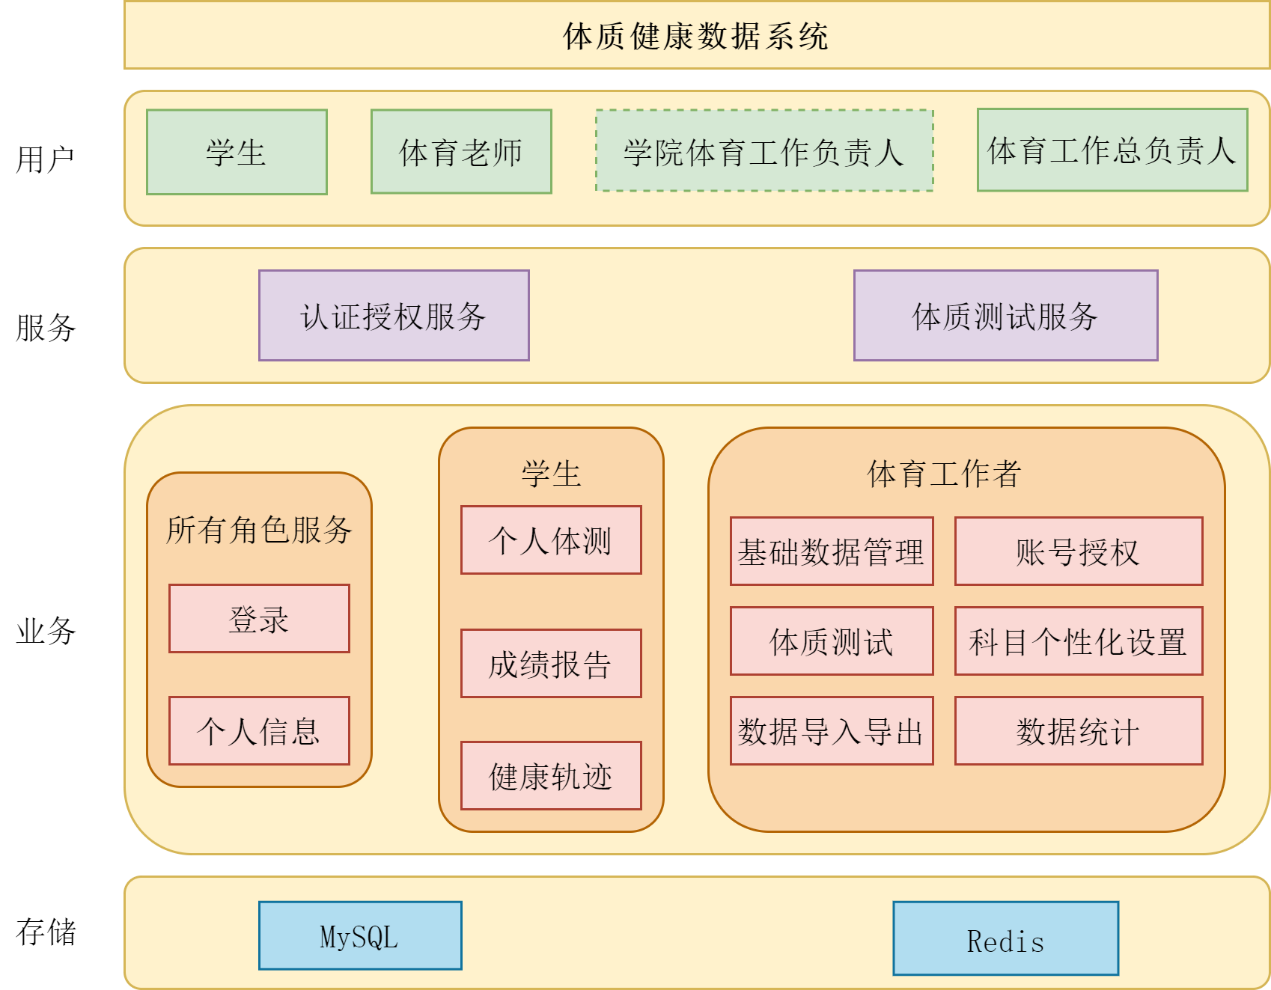 体质健康数据系统
用户
学生
体育老师
学院体育工作负责人
体育工作总负责人
服务
认证授权服务
体质测试服务
业务
所有角色服务
登录
个人信息
学生
个人体测
成绩报告
健康轨迹
体育工作者
基础数据管理
账号授权
体质测试
科目个性化设置
数据导入导出
数据统计
存储
MySQL
Redis